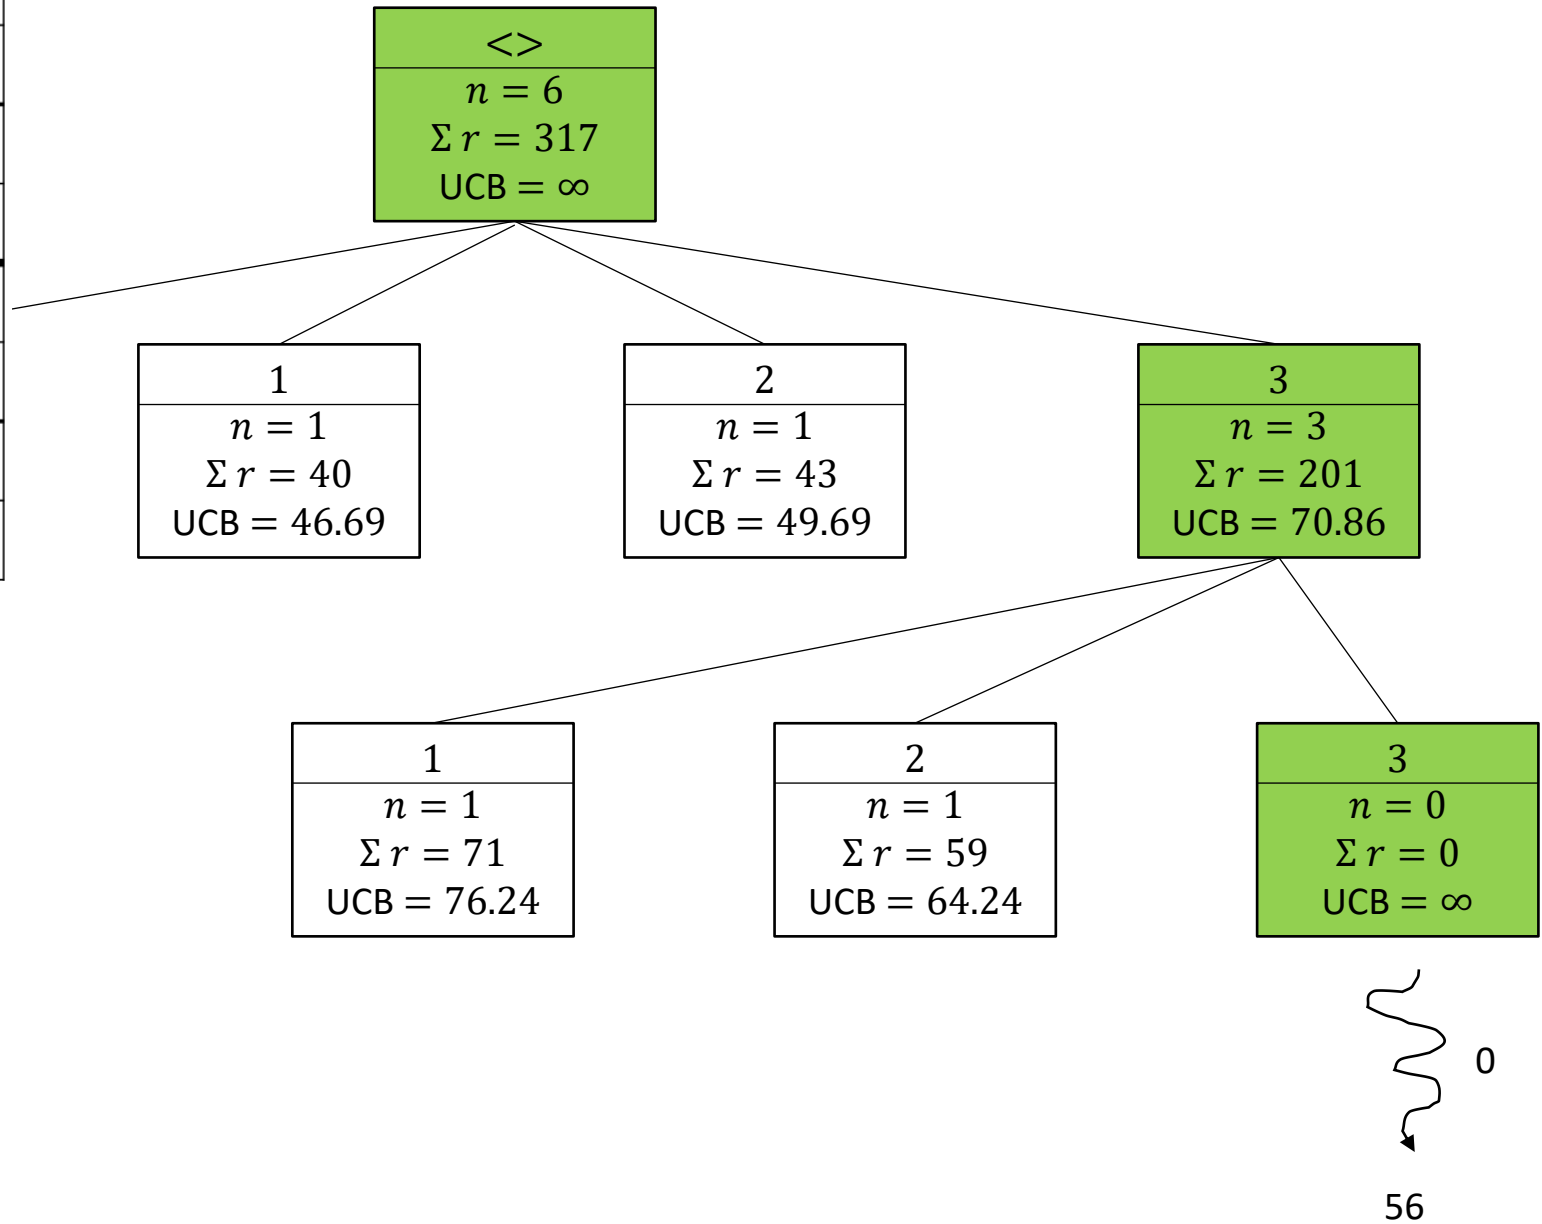 <>
n = 6
Σ r = 317
UCB = ∞
1
n = 1
Σ r = 40
UCB = 46.69
2
n = 1
Σ r = 43
UCB = 49.69
3
n = 3
Σ r = 201
UCB = 70.86
1
n = 1
Σ r = 71
UCB = 76.24
2
n = 1
Σ r = 59
UCB = 64.24
3
n = 0
Σ r = 0
UCB = ∞
0
56